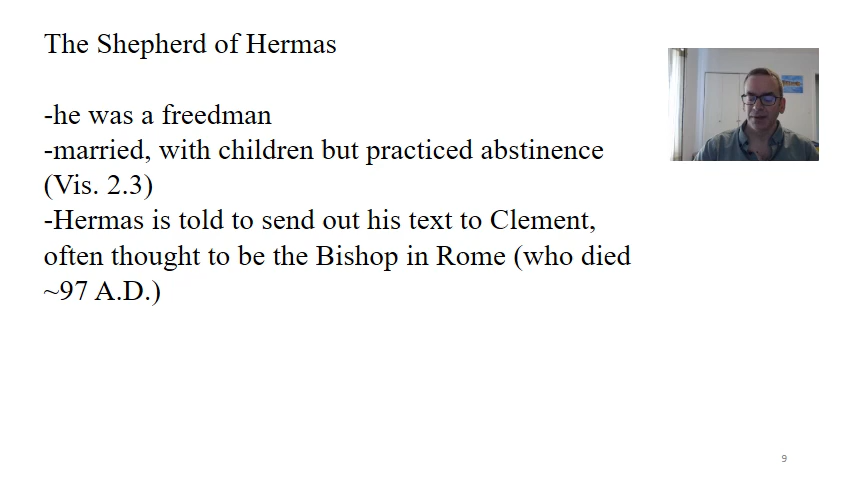 The Shepherd of Hermas
-he was a freedman
-married, with children but practiced abstinence
(Vis. 2.3)
-Hermas is told to send out his text to Clement,
often thought to be the Bishop in Rome (who died
~97 A.D.)
9